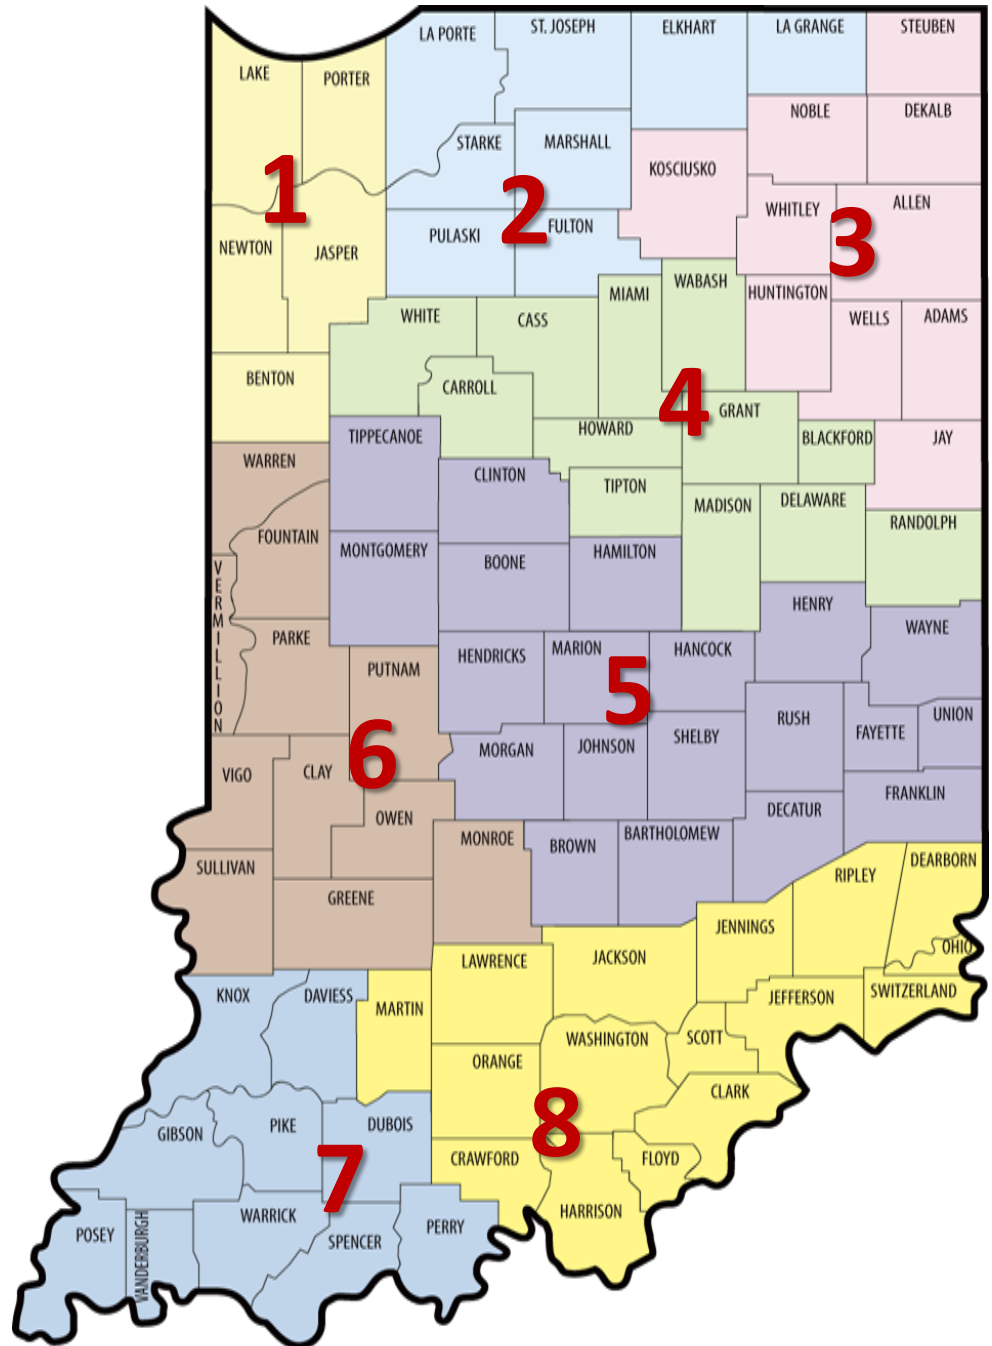 LA PORTE
ST. JOSEPH
ELKHART
LA GRANGE
STEUBEN
LAKE
PORTER
NOBLE
DEKALB
STARKE
MARSHALL
KOSCIUSKO
1
2
3
WHITLEY
ALLEN
NEWTON
JASPER
PULASKI
FULTON
MIAMI
WABASH
HUNTINGTON
WELLS
ADAMS
WHITE
CASS
BENTON
CARROLL
4
GRANT
HOWARD
BLACKFORD
JAY
TIPPECANOE
WARREN
CLINTON
TIPTON
MADISON
DELAWARE
RANDOLPH
FOUNTAIN
MONTGOMERY
BOONE
HAMILTON
VERMILLION
HENRY
WAYNE
PARKE
PUTNAM
HENDRICKS
MARION
HANCOCK
5
RUSH
FAYETTE
UNION
6
MORGAN
JOHNSON
SHELBY
VIGO
CLAY
OWEN
DECATUR
FRANKLIN
MONROE
BROWN
BARTHOLOMEW
SULLIVAN
GREENE
RIPLEY
DEARBORN
JENNINGS
OHIO
LAWRENCE
JACKSON
KNOX
DAVIESS
MARTIN
JEFFERSON
SWITZERLAND
ORANGE
WASHINGTON
SCOTT
CLARK
GIBSON
PIKE
DUBOIS
8
7
CRAWFORD
FLOYD
HARRISON
POSEY
VANDERBURGH
WARRICK
SPENCER
PERRY